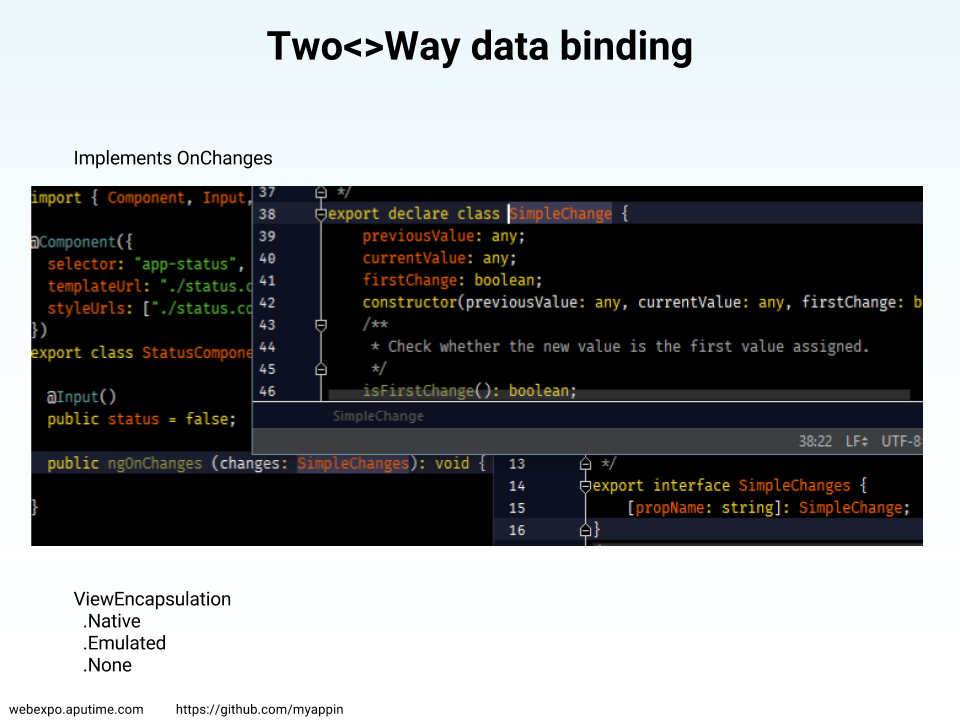 Two<>Way data binding
Implements OnChanges
import { Component, Input,
@Component({
selector: "app-status",
templateUrl: "./status.c
styleUrls: ["./status.co
})
export class StatusCompone
@Input()
public status = false;
public ngOnChanges (changes: SimpleChanges): void {
}
37 */
38 export declare class SimpleChange {
39 previousValue: any;
40 currentValue: any;
41 firstChange: boolean;
42 constructor(previousValue: any, currentValue: any, firstChange: b
43 /**
44 * Check whether the new value is the first value assigned.
45 */
46 isFirstChange(): boolean;
SimpleChange
38:22 LF UTF-8
13 */
14 export interface SimpleChanges {
15 [propName: string]: SimpleChange;
16 }
ViewEncapsulation
.Native
.Emulated
.None
webexpo.aputime.com https://github.com/myappin